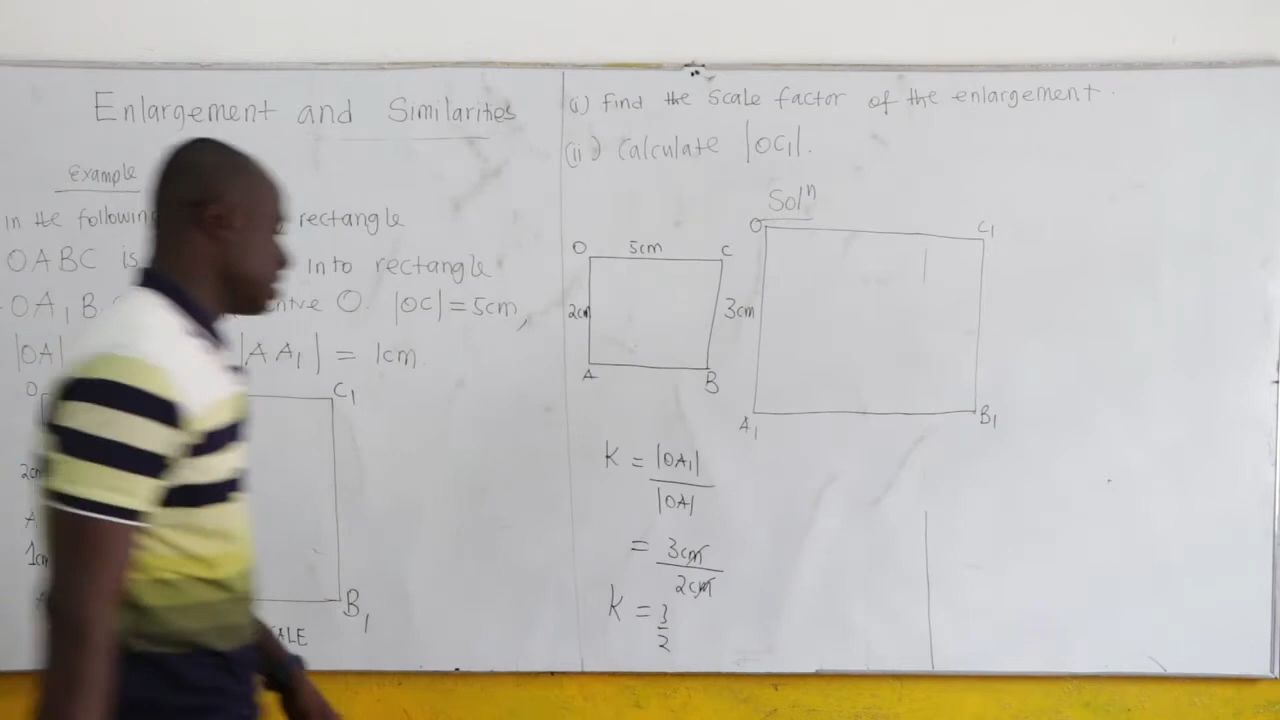 Enlargement and Similarities
Example
In the following rectangle
OABC is into rectangle
OA₁B O. |OC| = 5cm,
|OA| |AA₁| = 1cm
O C₁
2cm
A
1cm
B₁
(i) Find the scale factor of the enlargement.
(ii) Calculate |OC₁|.
Solⁿ
O 5cm C
2cm
A B
O C₁
3cm
A₁ B₁
K = |OA₁|
|OA|
= 3cm
2cm
K = 3
2